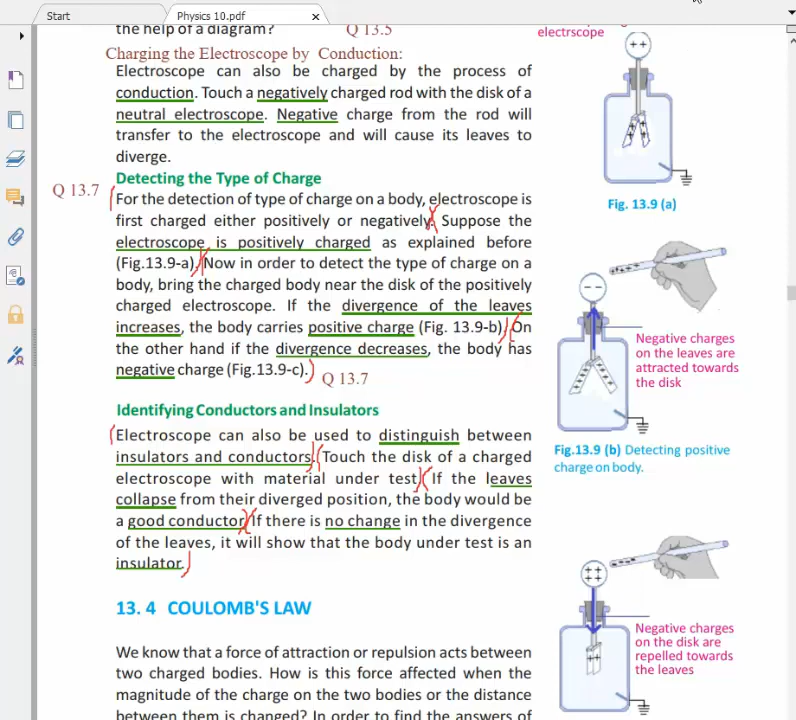 Start
Physics 10.pdf
x
the help of a diagram?
Q 13.5
electrscope
Charging the Electroscope by Conduction:
Electroscope can also be charged by the process of
conduction. Touch a negatively charged rod with the disk of a
neutral electroscope. Negative charge from the rod will
transfer to the electroscope and will cause its leaves to
diverge.
Detecting the Type of Charge
Q 13.7
For the detection of type of charge on a body, electroscope is
first charged either positively or negatively. Suppose the
electroscope is positively charged as explained before
(Fig.13.9-a). Now in order to detect the type of charge on a
body, bring the charged body near the disk of the positively
charged electroscope. If the divergence of the leaves
increases, the body carries positive charge (Fig. 13.9-b). On
the other hand if the divergence decreases, the body has
negative charge (Fig.13.9-c).
Q 13.7
Identifying Conductors and Insulators
Electroscope can also be used to distinguish between
insulators and conductors. Touch the disk of a charged
electroscope with material under test. If the leaves
collapse from their diverged position, the body would be
a good conductor. If there is no change in the divergence
of the leaves, it will show that the body under test is an
insulator.
13. 4 COULOMB'S LAW
We know that a force of attraction or repulsion acts between
two charged bodies. How is this force affected when the
magnitude of the charge on the two bodies or the distance
between them is changed? In order to find the answers of
++
Fig. 13.9 (a)
− −
Negative charges
on the leaves are
attracted towards
the disk
Fig.13.9 (b) Detecting positive
charge on body.
++
++
Negative charges
on the disk are
repelled towards
the leaves